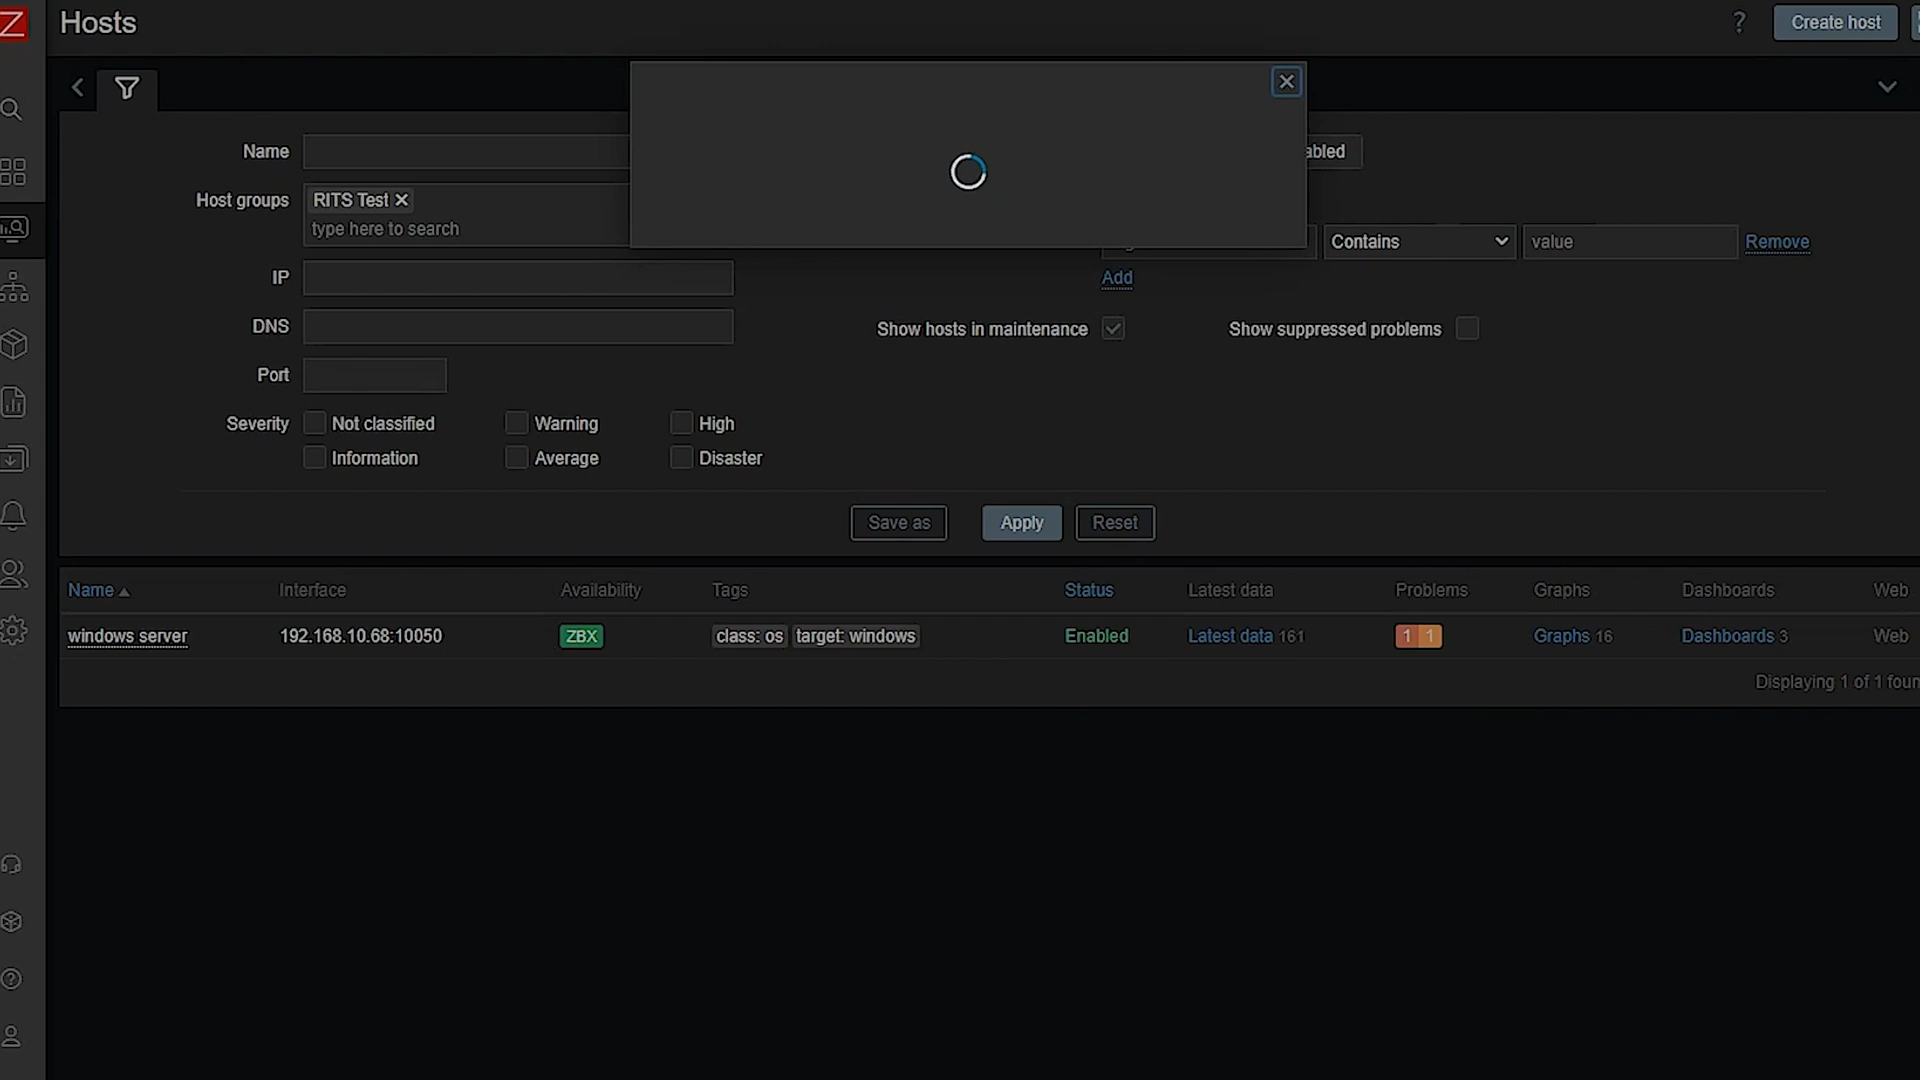 Z
Hosts
?
Create host
Name
abled
Host groups
RITS Test
type here to search
Contains
value
Remove
IP
Add
DNS
Show hosts in maintenance
Show suppressed problems
Port
Severity
Not classified
Warning
High
Information
Average
Disaster
Save as
Apply
Reset
Name Interface Availability Tags Status Latest data Problems Graphs Dashboards Web
windows server 192.168.10.68:10050 ZBX class: os target: windows Enabled Latest data 161 1 1 Graphs 16 Dashboards 3 Web
Displaying 1 of 1 foun